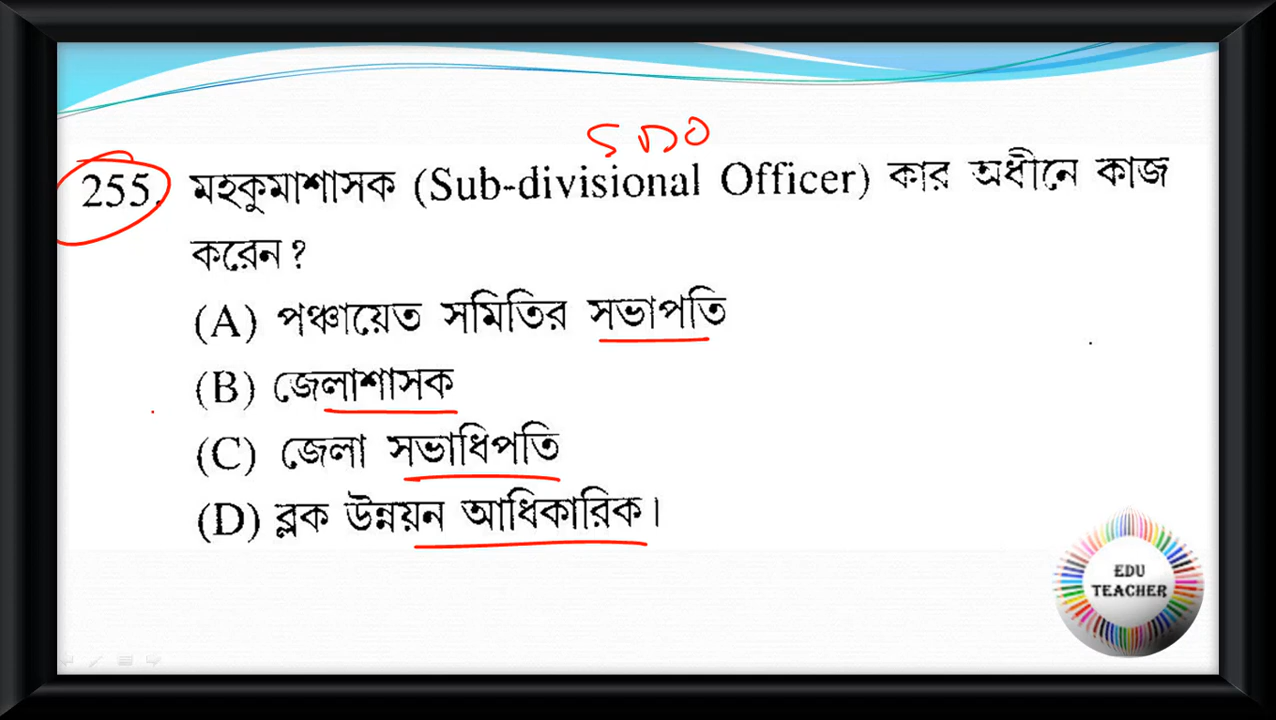 SDO
255. মহকুমাশাসক (Sub-divisional Officer) কার অধীনে কাজ
করেন?
(A) পঞ্চায়েত সমিতির সভাপতি
(B) জেলাশাসক
(C) জেলা সভাধিপতি
(D) ব্লক উন্নয়ন আধিকারিক।
EDU
TEACHER